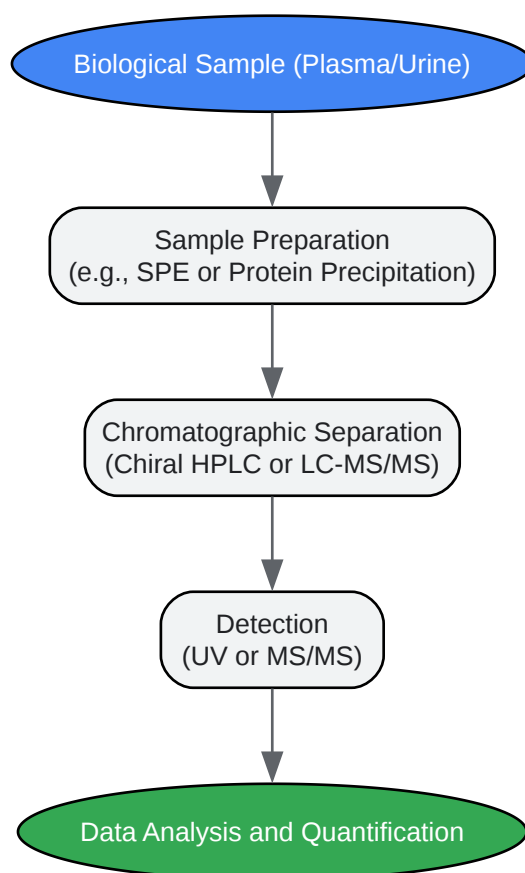 Biological Sample (Plasma/Urine)
Sample Preparation
(e.g., SPE or Protein Precipitation)
Chromatographic Separation
(Chiral HPLC or LC-MS/MS)
Detection
(UV or MS/MS)
Data Analysis and Quantification